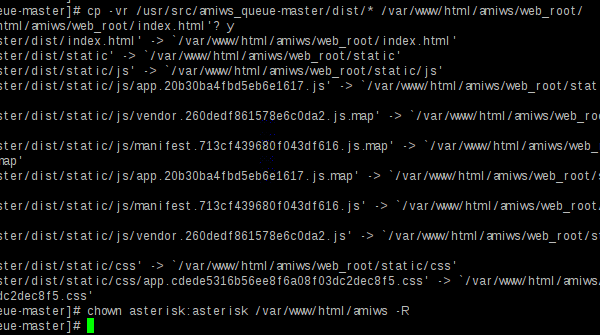 eue-master]# cp -vr /usr/src/amiws_queue-master/dist/* /var/www/html/amiws/web_root/
html/amiws/web_root/index.html'? y
ster/dist/index.html' -> `/var/www/html/amiws/web_root/index.html'
ster/dist/static' -> `/var/www/html/amiws/web_root/static'
ster/dist/static/js' -> `/var/www/html/amiws/web_root/static/js'
ster/dist/static/js/app.20b30ba4fbd5eb6e1617.js' -> `/var/www/html/amiws/web_root/stat
ster/dist/static/js/vendor.260dedf861578e6c0da2.js.map' -> `/var/www/html/amiws/web_ro
ster/dist/static/js/manifest.713cf439680f043df616.js.map' -> `/var/www/html/amiws/web_
map'
ster/dist/static/js/app.20b30ba4fbd5eb6e1617.js.map' -> `/var/www/html/amiws/web_root/s
ster/dist/static/js/manifest.713cf439680f043df616.js' -> `/var/www/html/amiws/web_root/
ster/dist/static/js/vendor.260dedf861578e6c0da2.js' -> `/var/www/html/amiws/web_root/st
ster/dist/static/css' -> `/var/www/html/amiws/web_root/static/css'
ster/dist/static/css/app.cdede5316b56ee8f6a08f03dc2dec8f5.css' -> `/var/www/html/amiws/
dc2dec8f5.css'
eue-master]# chown asterisk:asterisk /var/www/html/amiws -R
eue-master]#